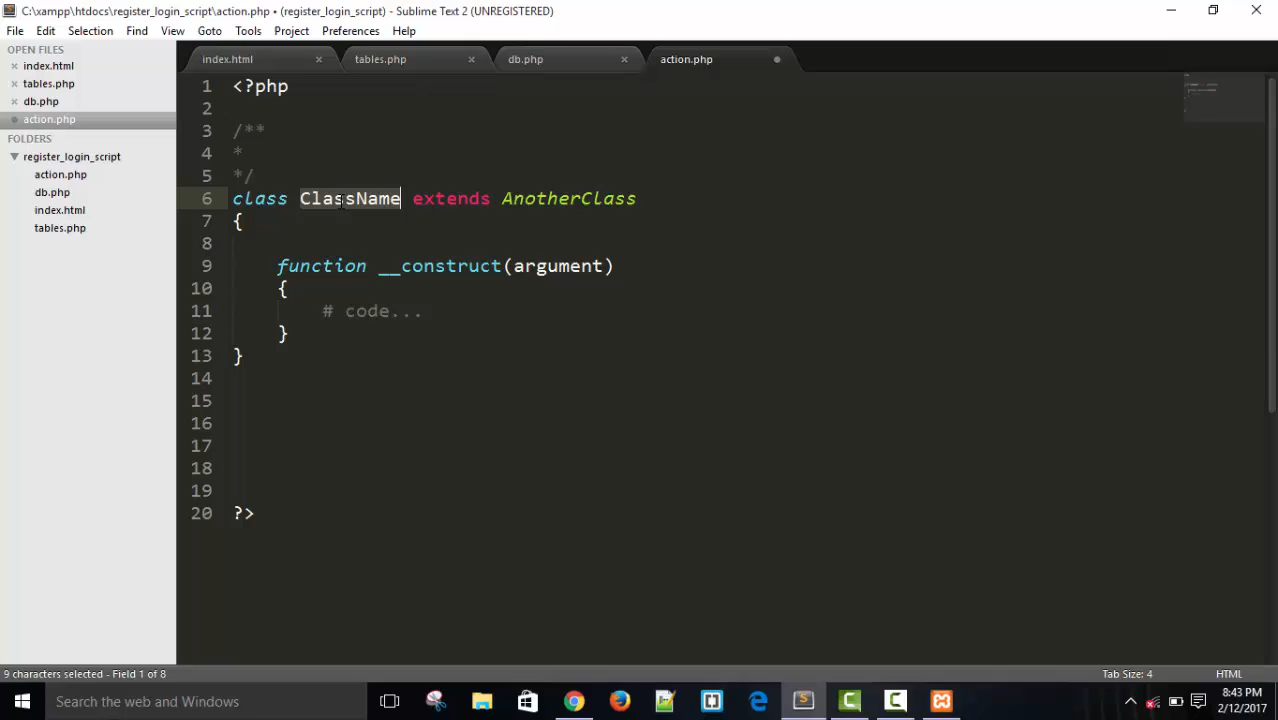 C:\xampp\htdocs\register_login_script\action.php • (register_login_script) - Sublime Text 2 (UNREGISTERED)
File Edit Selection Find View Goto Tools Project Preferences Help
OPEN FILES
index.html
tables.php
db.php
action.php
FOLDERS
register_login_script
action.php
db.php
index.html
tables.php
index.html tables.php db.php action.php
1 <?php
2
3 /**
4 *
5 */
6 class ClassName extends AnotherClass
7 {
8
9 function __construct(argument)
10 {
11 # code...
12 }
13 }
14
15
16
17
18
19
20 ?>
9 characters selected - Field 1 of 8 Tab Size: 4 HTML
Search the web and Windows
8:43 PM
2/12/2017